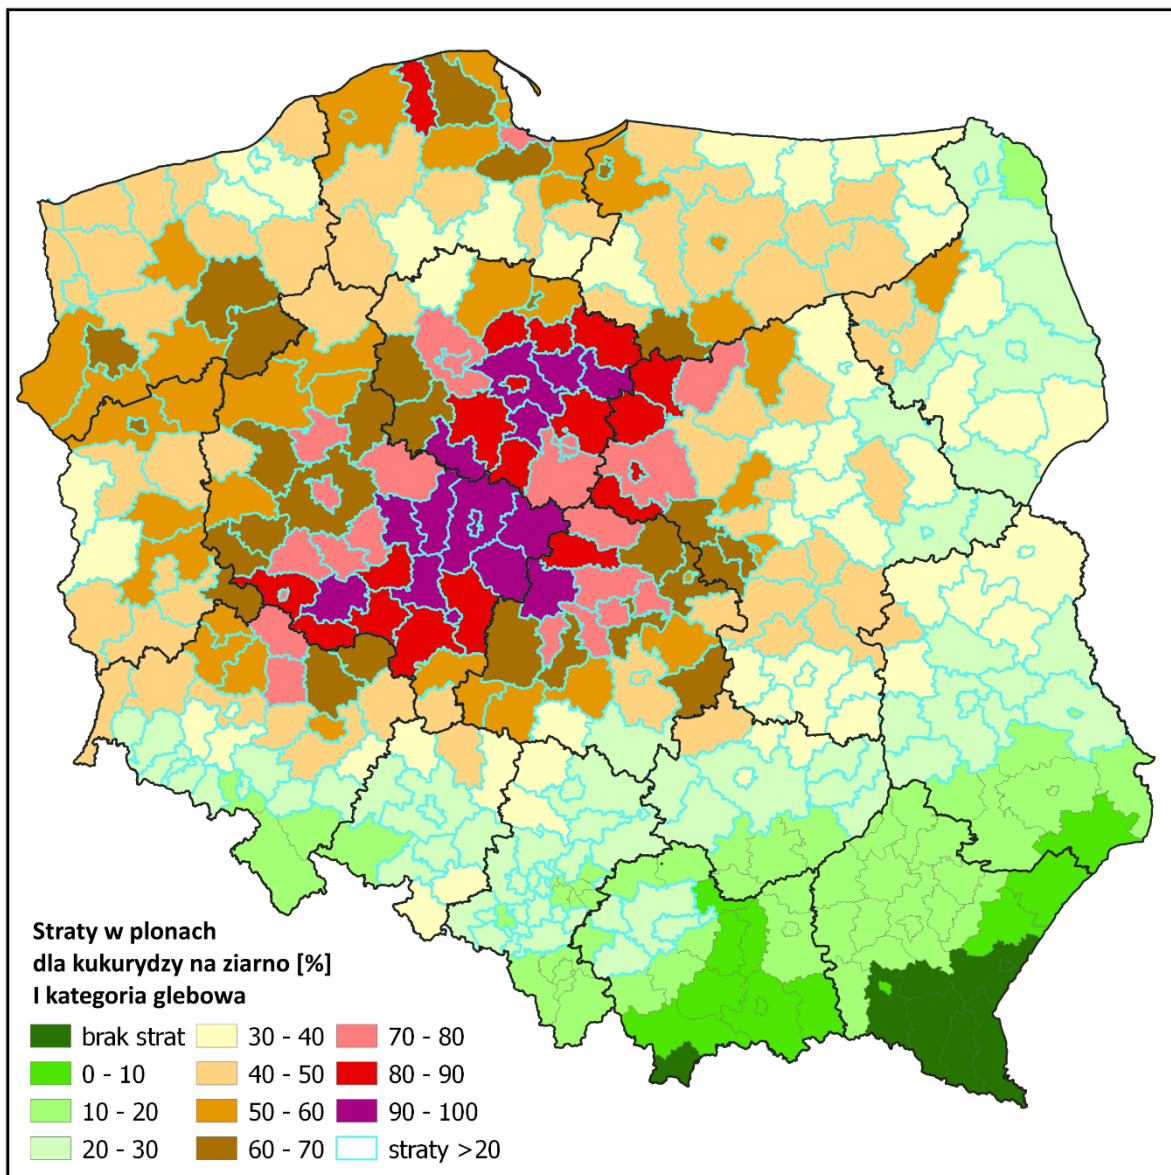 Straty w plonach
dla kukurydzy na ziarno [%]
I kategoria glebowa
brak strat
0 - 10
10 - 20
20 - 30
30 - 40
40 - 50
50 - 60
60 - 70
70 - 80
80 - 90
90 - 100
straty >20